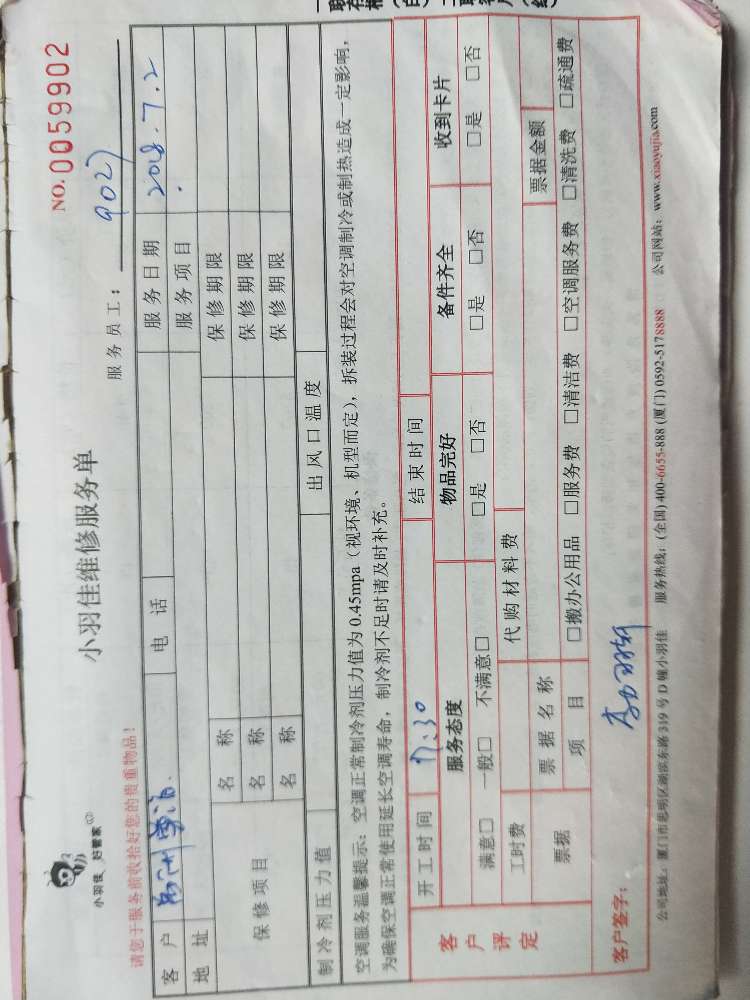 小羽佳 好管家
小羽佳维修服务单
NO.0059902
请您于服务前收拾好您的贵重物品!
服务员工: 9027
客户 电话 服务日期 2018.7.2
地址 服务项目
保修项目 名称 保修期限
名称 保修期限
名称 保修期限
制冷剂压力值 出风口温度
空调服务温馨提示: 空调正常制冷剂压力值为 0.45mpa (视环境、机型而定), 拆装过程会对空调制冷或制热造成一定影响,
为确保空调正常使用延长空调寿命, 制冷剂不足时请及时补充。
客户评定 开工时间 17:30 结束时间
服务态度 物品完好 备件齐全 收到卡片
满意□ 一般□ 不满意□ □是 □否 □是 □否 □是 □否
工时费 代购材料费
票据 票据名称 票据金额
项目 □搬办公用品 □服务费 □清洁费 □空调服务费 □清洗费 □疏通费
客户签字:
公司地址: 厦门市思明区湖滨东路 319 号 D 幢小羽佳 服务热线: (全国) 400-6655-888 (厦门) 0592-5178888 公司网站: www.xiaoyujia.com